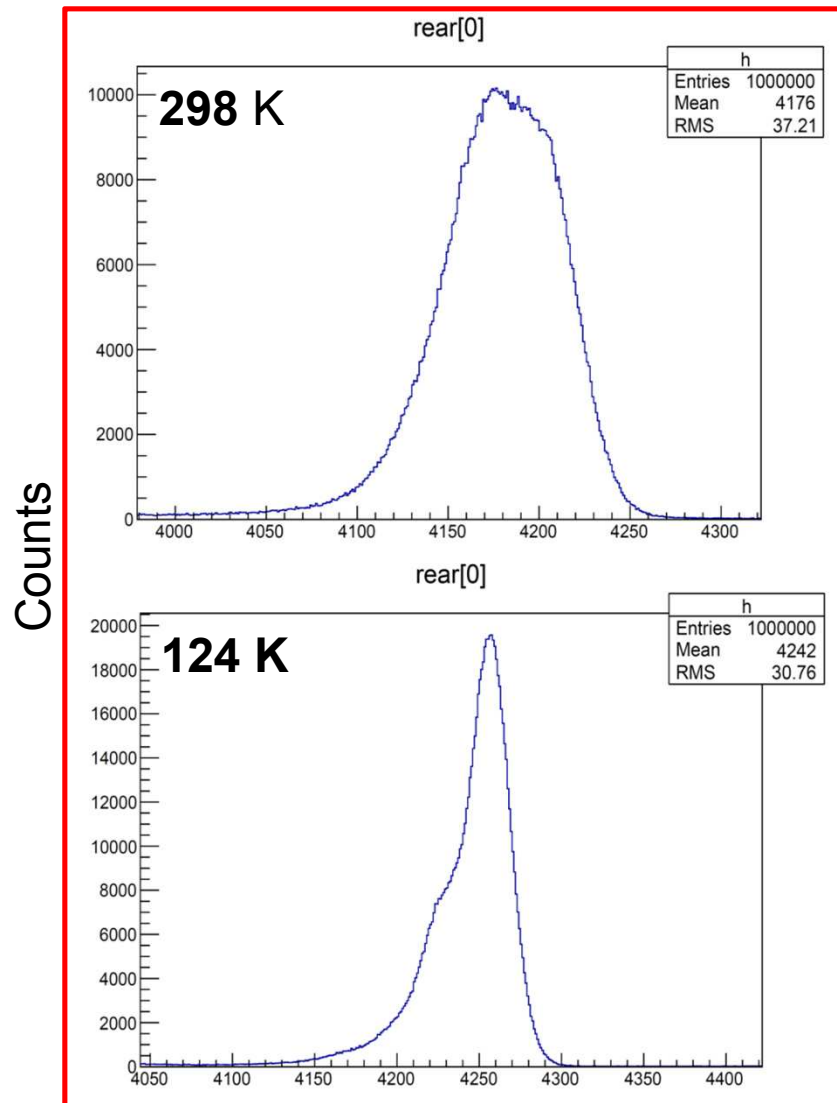 rear[0]
h
Entries 1000000
Mean 4176
RMS 37.21
298 K
10000
8000
6000
4000
2000
0
4000 4050 4100 4150 4200 4250 4300
Counts
rear[0]
h
Entries 1000000
Mean 4242
RMS 30.76
124 K
20000
18000
16000
14000
12000
10000
8000
6000
4000
2000
0
4050 4100 4150 4200 4250 4300 4350 4400